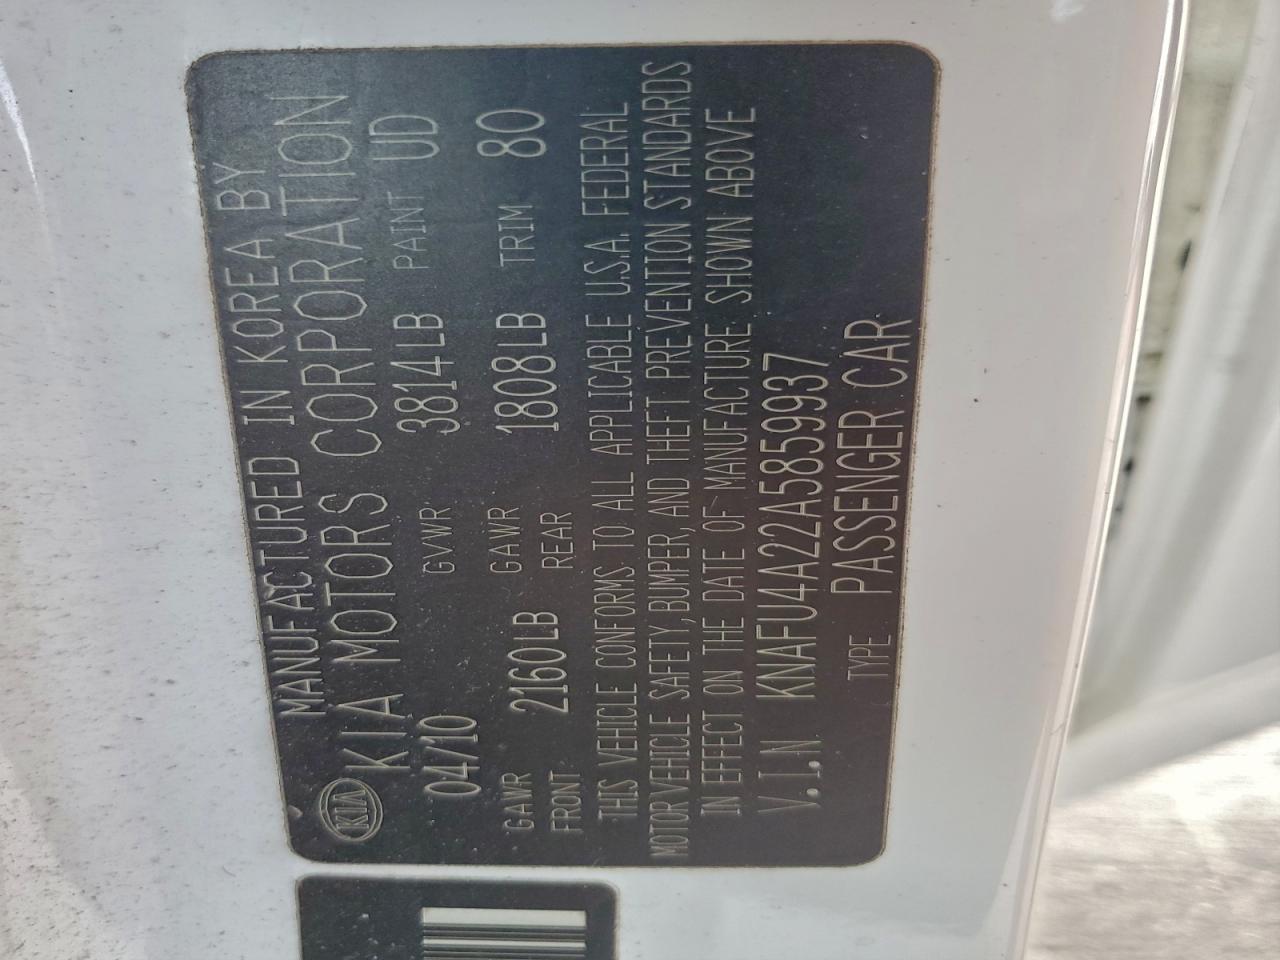 MANUFACTURED IN KOREA BY
KIA KIA MOTORS CORPORATION
04/10 GVWR 3814LB PAINT UD
GAWR FRONT 2160LB GAWR REAR 1808LB TRIM 80
THIS VEHICLE CONFORMS TO ALL APPLICABLE U.S.A. FEDERAL
MOTOR VEHICLE SAFETY, BUMPER, AND THEFT PREVENTION STANDARDS
IN EFFECT ON THE DATE OF MANUFACTURE SHOWN ABOVE
V.I.N KNAFU4A22A5859937
TYPE PASSENGER CAR